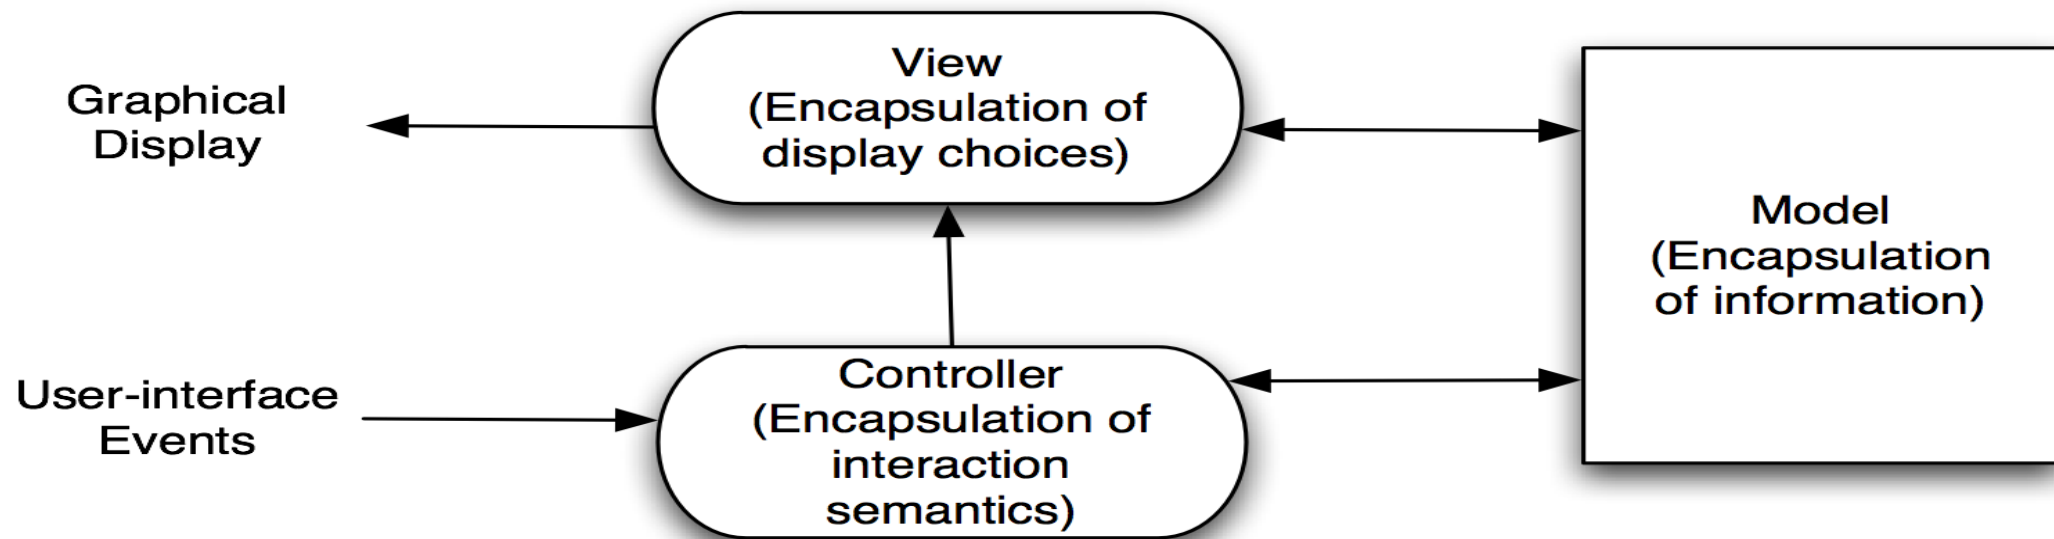 Graphical
Display
View
(Encapsulation of
display choices)
Model
(Encapsulation
of information)
User-interface
Events
Controller
(Encapsulation of
interaction
semantics)